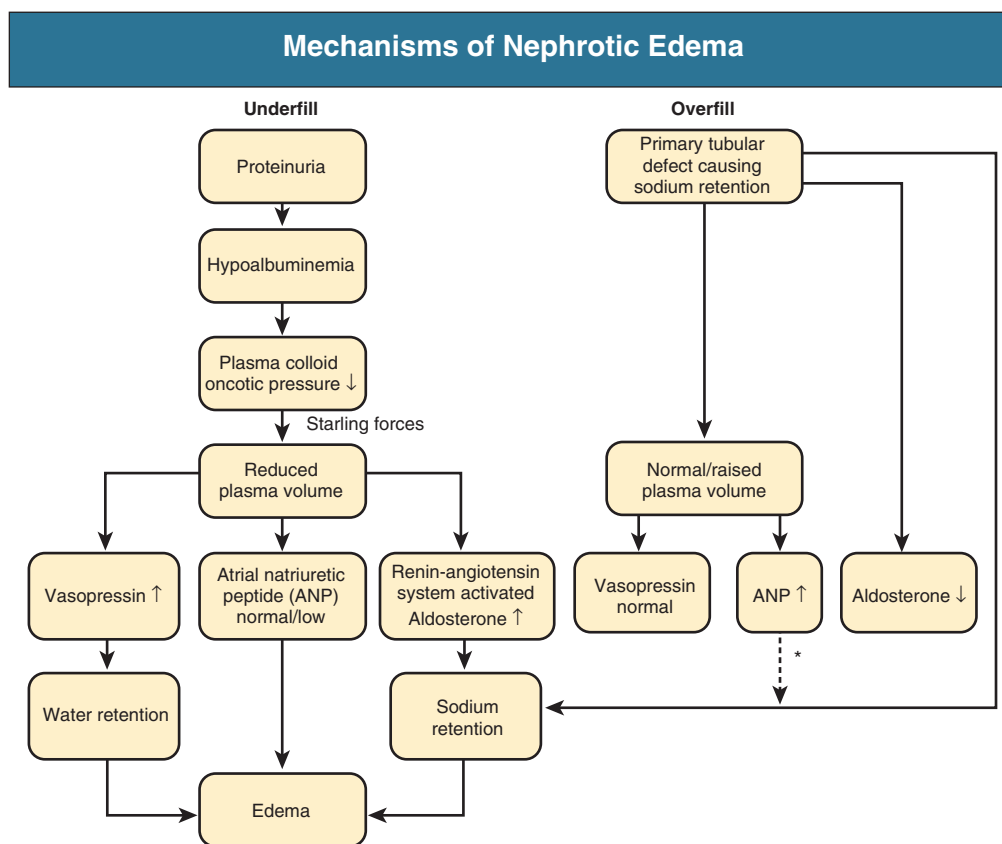 Mechanisms of Nephrotic Edema
Underfill
Proteinuria
Hypoalbuminemia
Plasma colloid
oncotic pressure ↓
Starling forces
Reduced
plasma volume
Vasopressin ↑
Atrial natriuretic
peptide (ANP)
normal/low
Renin-angiotensin
system activated
Aldosterone ↑
Water retention
Sodium
retention
Edema
Overfill
Primary tubular
defect causing
sodium retention
Normal/raised
plasma volume
Vasopressin
normal
ANP ↑
Aldosterone ↓
*